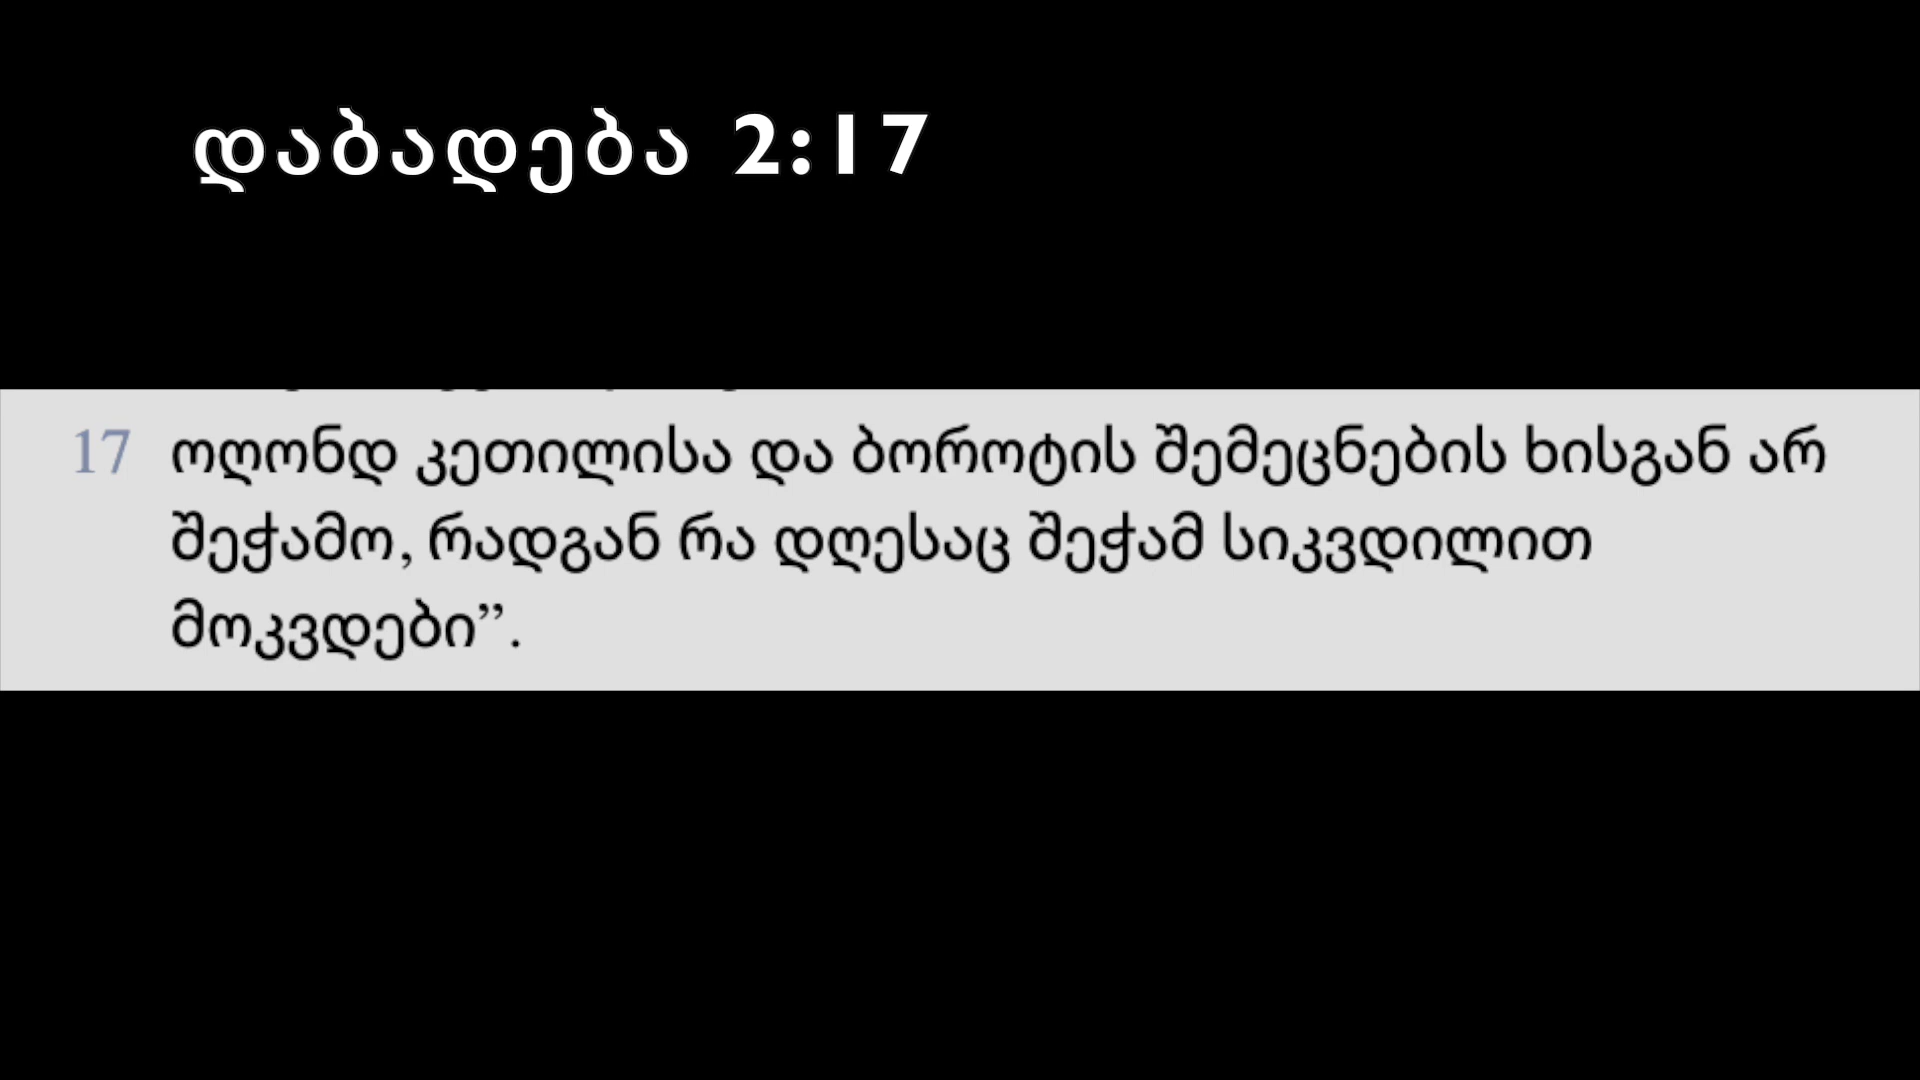 დაბადება 2:17
17 ოღონდ კეთილისა და ბოროტის შემეცნების ხისგან არ
შეჭამო, რადგან რა დღესაც შეჭამ სიკვდილით
მოკვდები”.